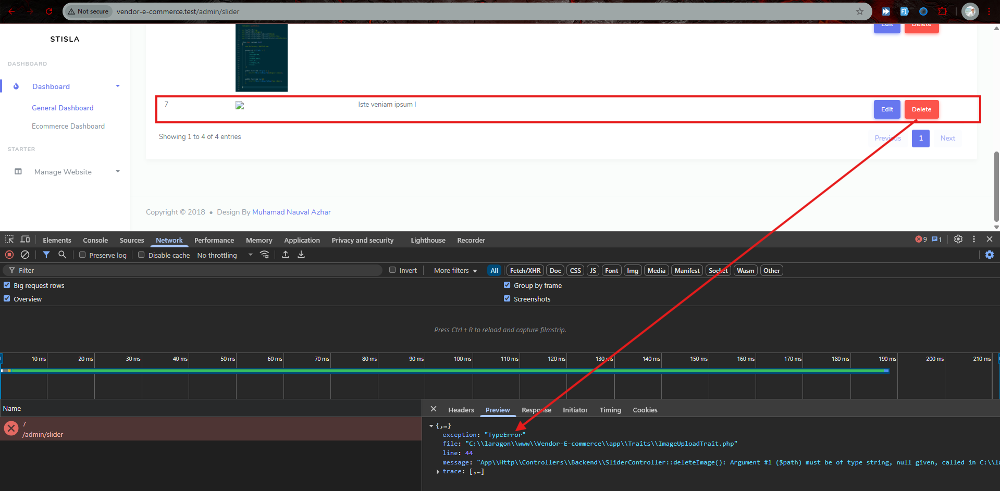 Not secure
vendor-e-commerce.test/admin/slider
STISLA
DASHBOARD
Dashboard
General Dashboard
Ecommerce Dashboard
STARTER
Manage Website
Edit
Delete
7
Iste veniam ipsum l
Edit
Delete
Showing 1 to 4 of 4 entries
Previous
1
Next
Copyright © 2018 • Design By Muhamad Nauval Azhar
Elements
Console
Sources
Network
Performance
Memory
Application
Privacy and security
Lighthouse
Recorder
9
1
Preserve log
Disable cache
No throttling
Filter
Invert
More filters
All
Fetch/XHR
Doc
CSS
JS
Font
Img
Media
Manifest
Socket
Wasm
Other
Big request rows
Group by frame
Overview
Screenshots
Press Ctrl + R to reload and capture filmstrip.
10 ms
20 ms
30 ms
40 ms
50 ms
60 ms
70 ms
80 ms
90 ms
100 ms
110 ms
120 ms
130 ms
140 ms
150 ms
160 ms
170 ms
180 ms
190 ms
200 ms
210 ms
Name
Headers
Preview
Response
Initiator
Timing
Cookies
7
/admin/slider
{,…}
exception: "TypeError"
file: "C:\\laragon\\www\\Vendor-E-commerce\\app\\Traits\\ImageUploadTrait.php"
line: 44
message: "App\\Http\\Controllers\\Backend\\SliderController::deleteImage(): Argument #1 ($path) must be of type string, null given, called in C:\\la
trace: [,…]